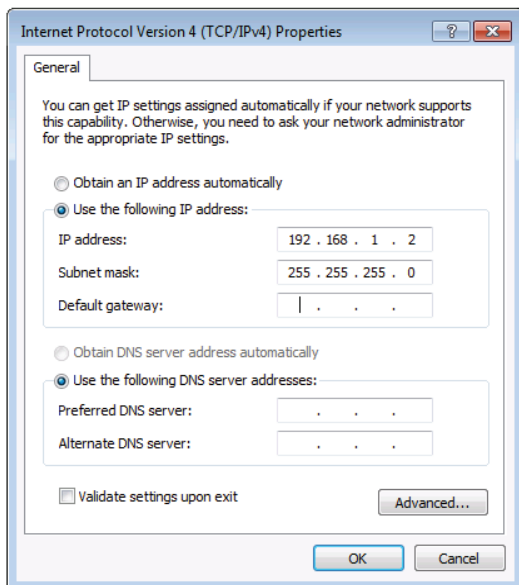 Internet Protocol Version 4 (TCP/IPv4) Properties
General
You can get IP settings assigned automatically if your network supports
this capability. Otherwise, you need to ask your network administrator
for the appropriate IP settings.
Obtain an IP address automatically
Use the following IP address:
IP address: 192 . 168 . 1 . 2
Subnet mask: 255 . 255 . 255 . 0
Default gateway: . . .
Obtain DNS server address automatically
Use the following DNS server addresses:
Preferred DNS server: . . .
Alternate DNS server: . . .
Validate settings upon exit
Advanced...
OK Cancel